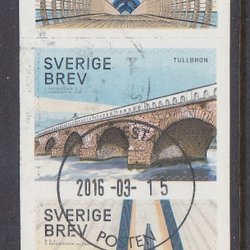 SVERIGE
BREV
TULLBRON
2016 -03- 15
POSTEN
SVERIGE
BREV